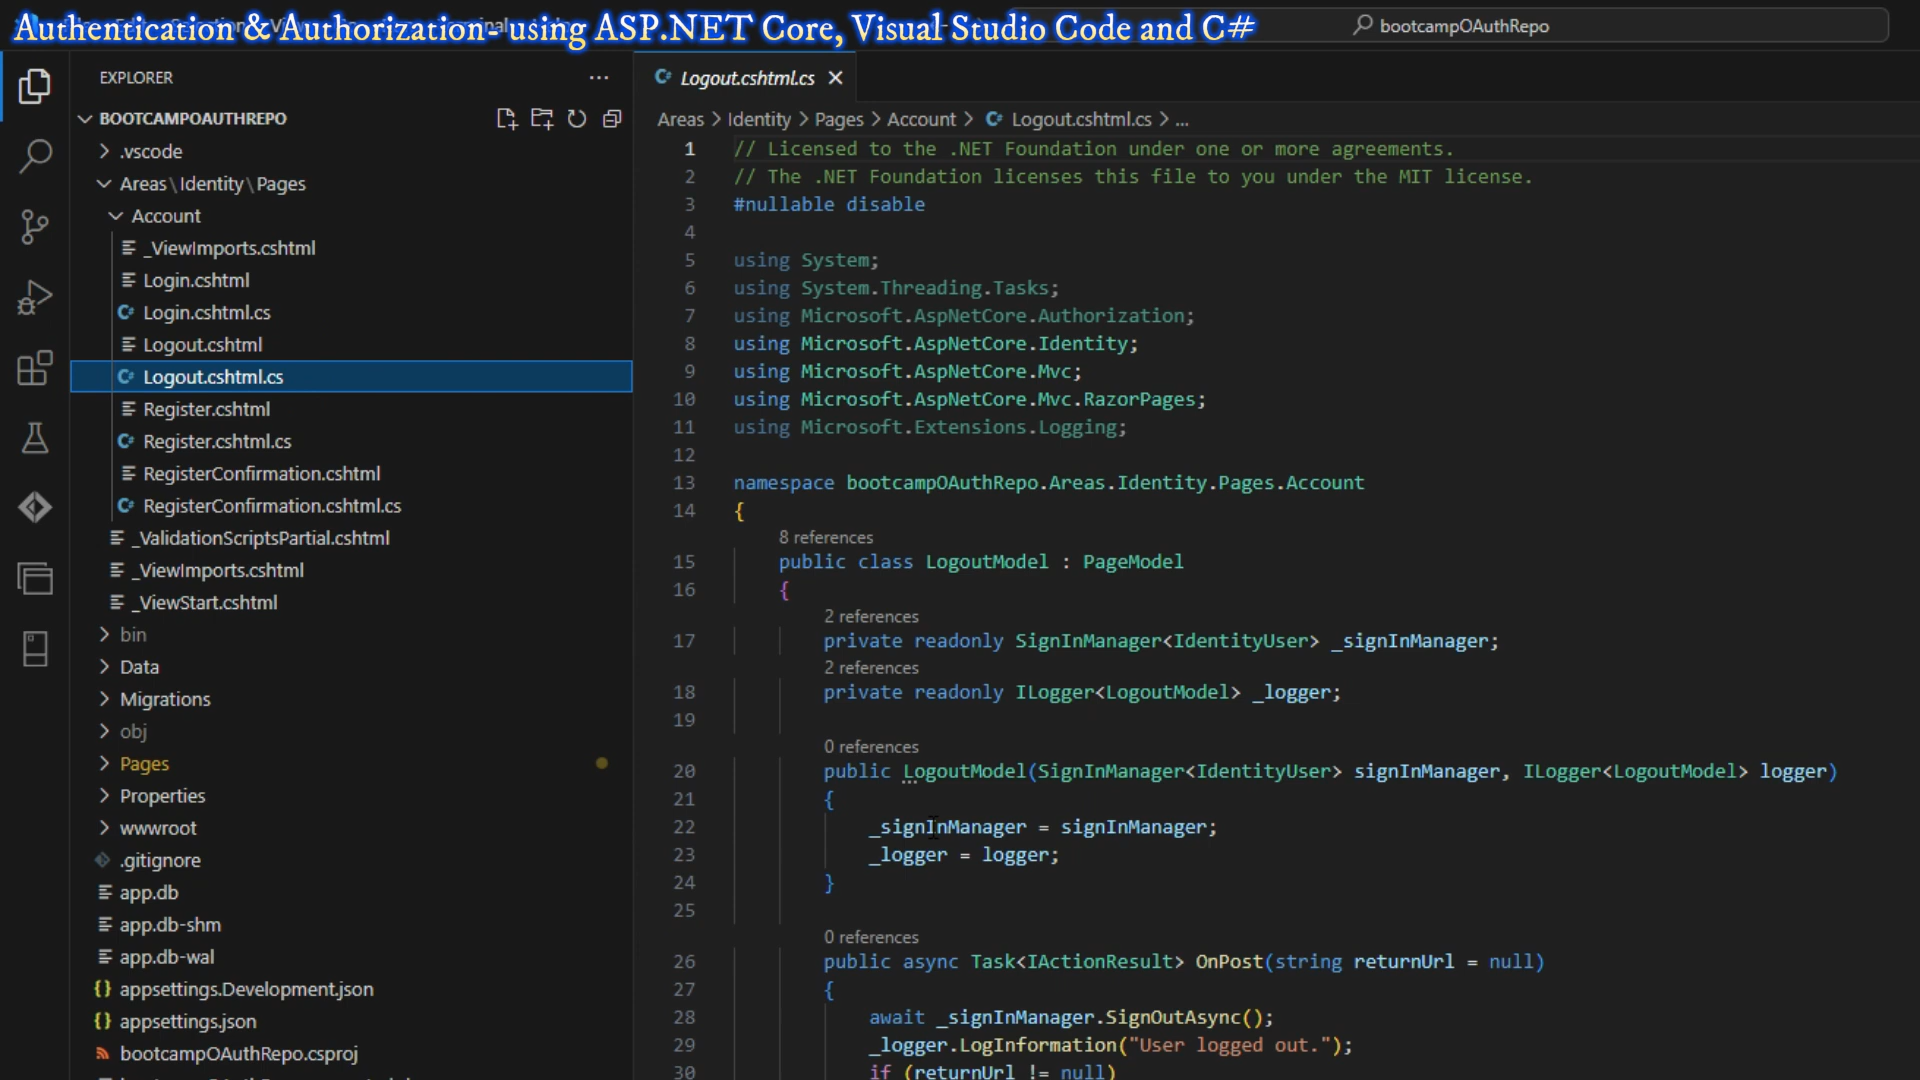 Authentication & Authorization- using ASP.NET Core, Visual Studio Code and C#
bootcampOAuthRepo
EXPLORER
BOOTCAMPOAUTHREPO
.vscode
Areas\Identity\Pages
Account
_ViewImports.cshtml
Login.cshtml
Login.cshtml.cs
Logout.cshtml
Logout.cshtml.cs
Register.cshtml
Register.cshtml.cs
RegisterConfirmation.cshtml
RegisterConfirmation.cshtml.cs
_ValidationScriptsPartial.cshtml
_ViewImports.cshtml
_ViewStart.cshtml
bin
Data
Migrations
obj
Pages
Properties
wwwroot
.gitignore
app.db
app.db-shm
app.db-wal
appsettings.Development.json
appsettings.json
bootcampOAuthRepo.csproj
Logout.cshtml.cs
Areas > Identity > Pages > Account > Logout.cshtml.cs > ...
1 // Licensed to the .NET Foundation under one or more agreements.
2 // The .NET Foundation licenses this file to you under the MIT license.
3 #nullable disable
4
5 using System;
6 using System.Threading.Tasks;
7 using Microsoft.AspNetCore.Authorization;
8 using Microsoft.AspNetCore.Identity;
9 using Microsoft.AspNetCore.Mvc;
10 using Microsoft.AspNetCore.Mvc.RazorPages;
11 using Microsoft.Extensions.Logging;
12
13 namespace bootcampOAuthRepo.Areas.Identity.Pages.Account
14 {
8 references
15 public class LogoutModel : PageModel
16 {
2 references
17 private readonly SignInManager<IdentityUser> _signInManager;
2 references
18 private readonly ILogger<LogoutModel> _logger;
19
0 references
20 public LogoutModel(SignInManager<IdentityUser> signInManager, ILogger<LogoutModel> logger)
21 {
22 _signInManager = signInManager;
23 _logger = logger;
24 }
25
0 references
26 public async Task<IActionResult> OnPost(string returnUrl = null)
27 {
28 await _signInManager.SignOutAsync();
29 _logger.LogInformation("User logged out.");
30 if (returnUrl != null)